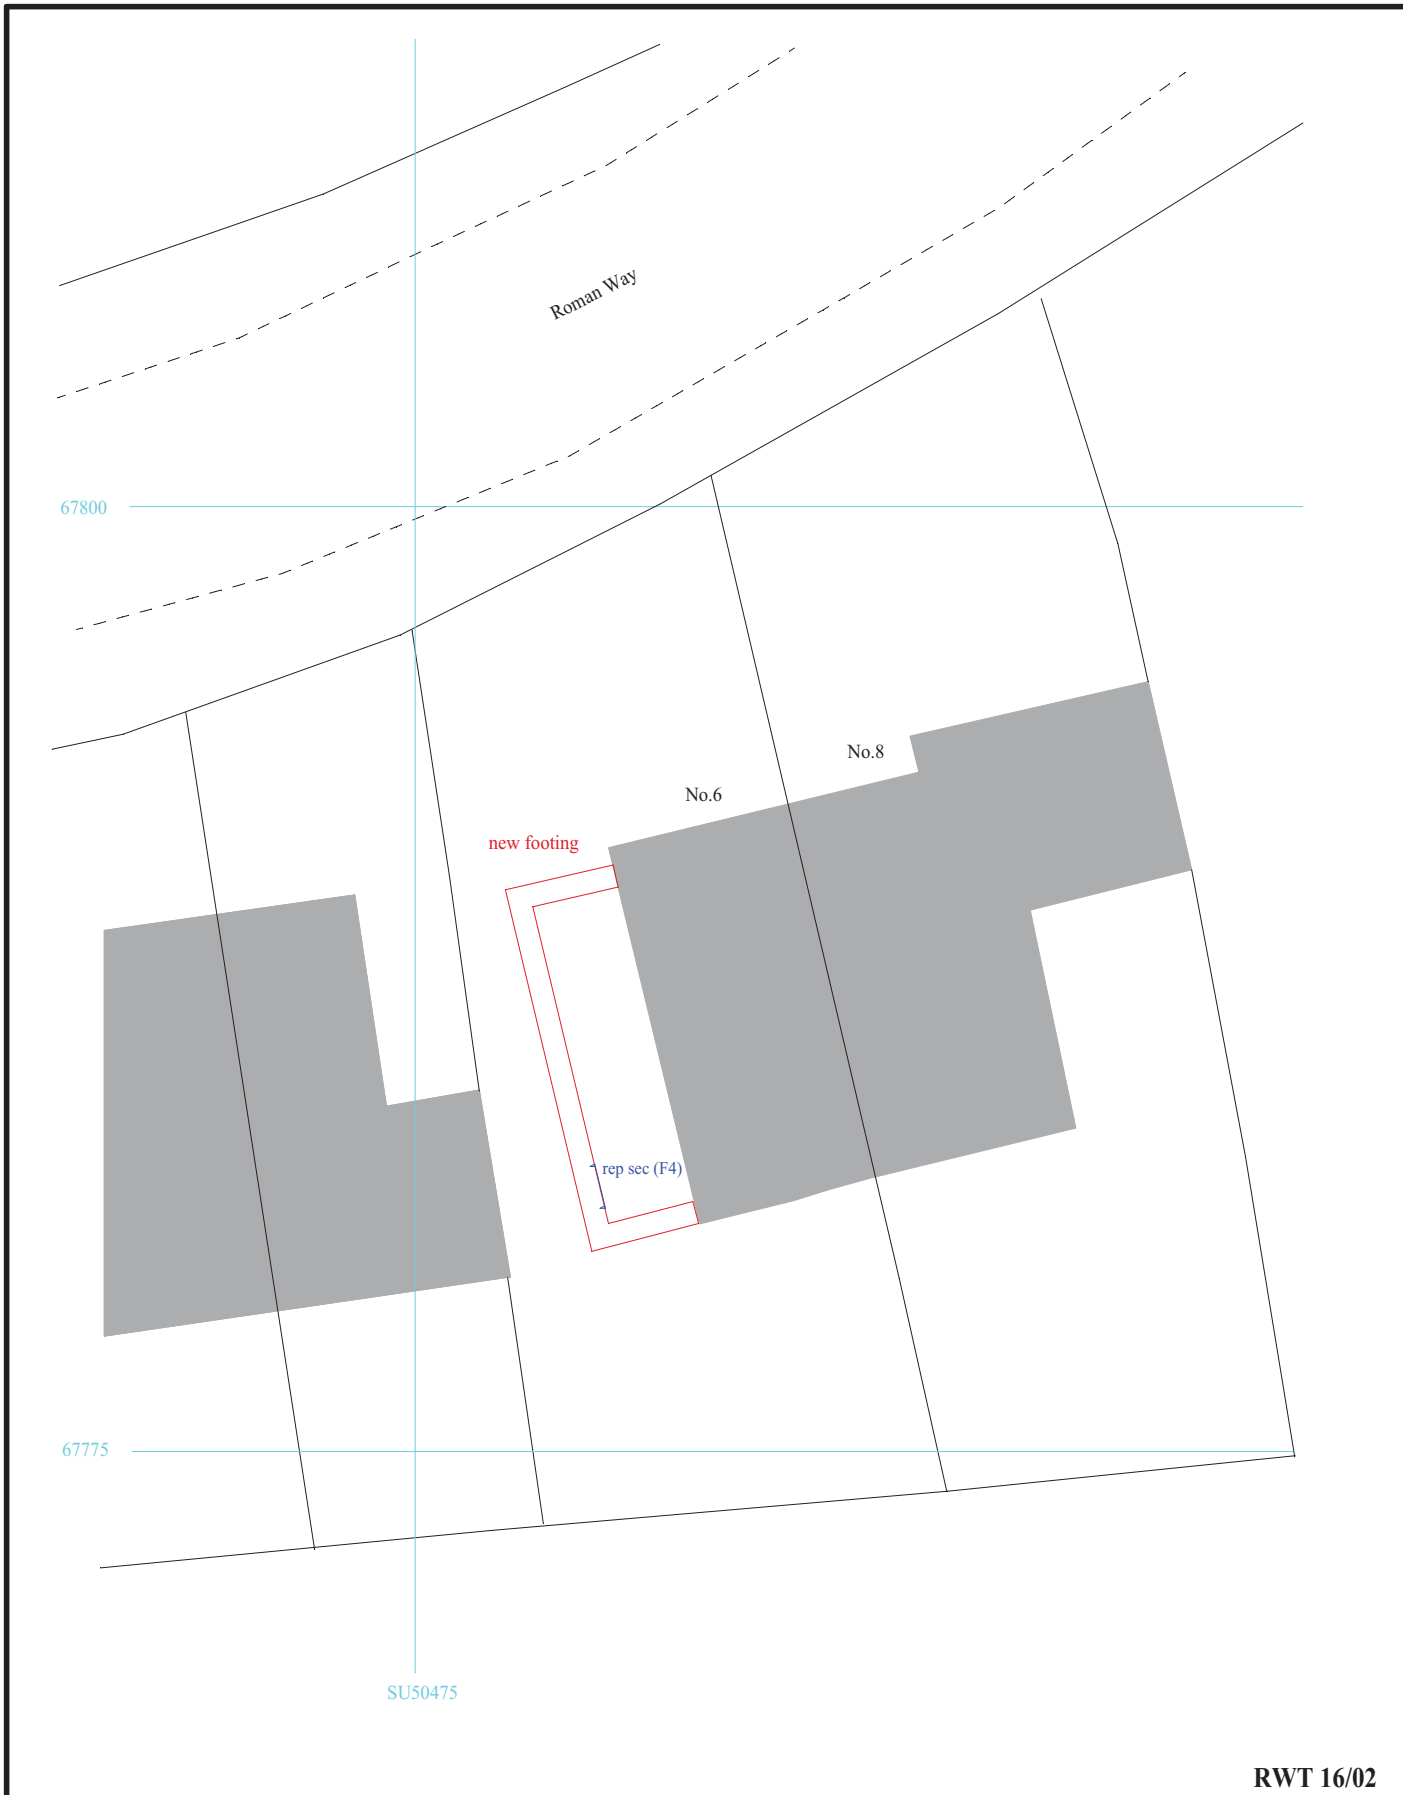 Roman Way
67800
No.8
No.6
new footing
rep sec (F4)
67775
SU50475
RWT 16/02